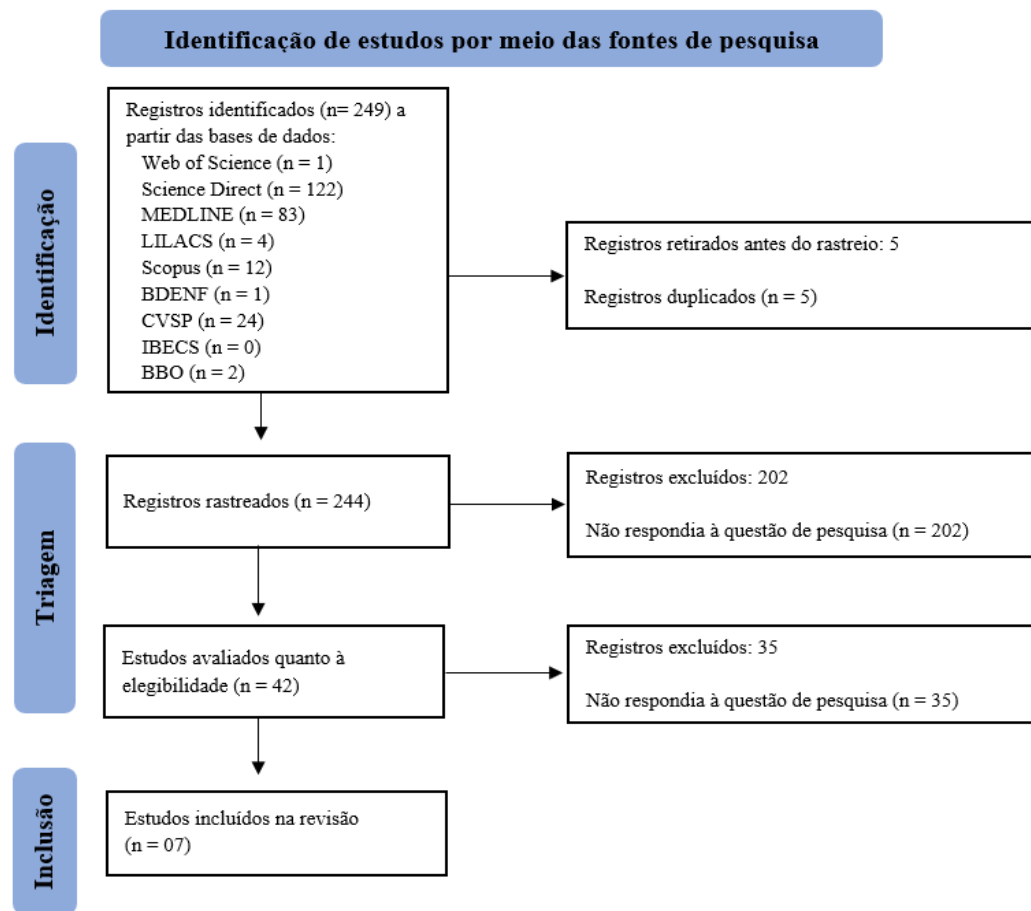 Identificação de estudos por meio das fontes de pesquisa
Identificação
Registros identificados (n= 249) a
partir das bases de dados:
Web of Science (n = 1)
Science Direct (n = 122)
MEDLINE (n = 83)
LILACS (n = 4)
Scopus (n = 12)
BDENF (n = 1)
CVSP (n = 24)
IBECS (n = 0)
BBO (n = 2)
Registros retirados antes do rastreio: 5
Registros duplicados (n = 5)
Triagem
Registros rastreados (n = 244)
Registros excluídos: 202
Não respondia à questão de pesquisa (n = 202)
Estudos avaliados quanto à
elegibilidade (n = 42)
Registros excluídos: 35
Não respondia à questão de pesquisa (n = 35)
Inclusão
Estudos incluídos na revisão
(n = 07)